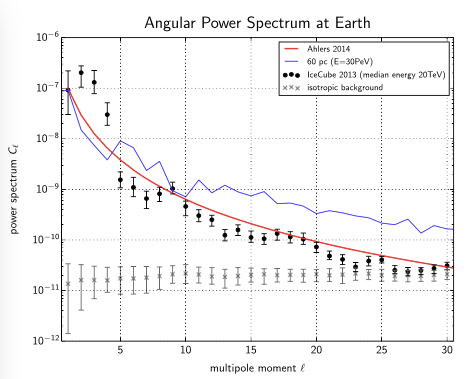 Angular Power Spectrum at Earth
Ahlers 2014
60 pc (E=30PeV)
IceCube 2013 (median energy 20TeV)
isotropic background
power spectrum Cℓ
10⁻⁶
10⁻⁷
10⁻⁸
10⁻⁹
10⁻¹⁰
10⁻¹¹
10⁻¹²
5 10 15 20 25 30
multipole moment ℓ